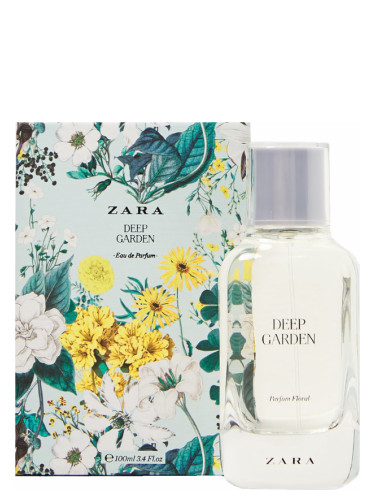 ZARA
DEEP
GARDEN
·Eau de Parfum·
℮100ml 3.4 Fl.oz
DEEP
GARDEN
Parfum Floral
ZARA